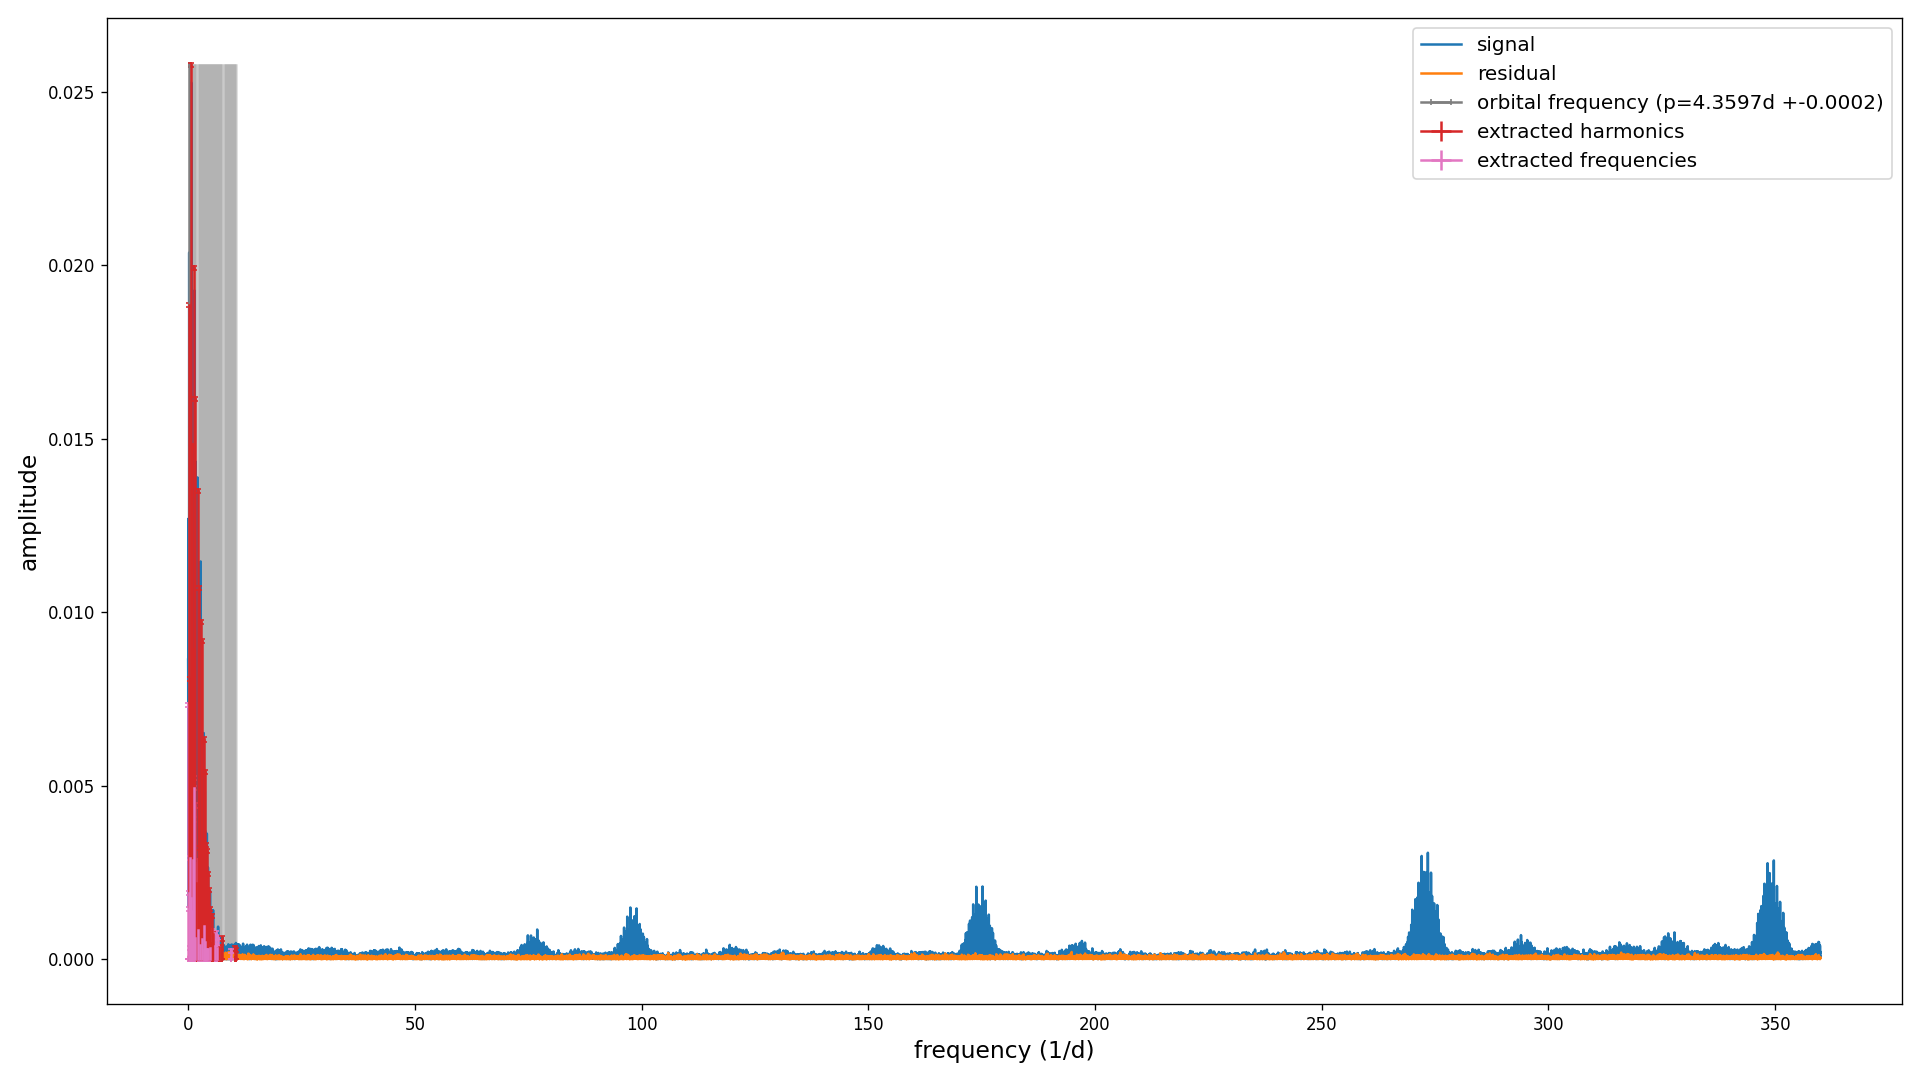 signal
residual
orbital frequency (p=4.3597d +-0.0002)
extracted harmonics
extracted frequencies
0.025
0.020
0.015
0.010
0.005
0.000
amplitude
0
50
100
150
200
250
300
350
frequency (1/d)